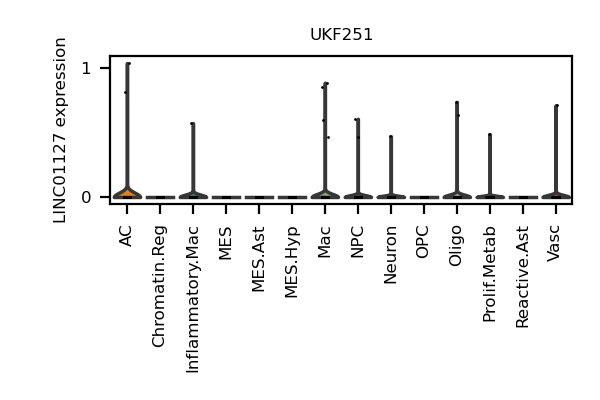 UKF251
LINC01127 expression
1
0
AC
Chromatin.Reg
Inflammatory.Mac
MES
MES.Ast
MES.Hyp
Mac
NPC
Neuron
OPC
Oligo
Prolif.Metab
Reactive.Ast
Vasc